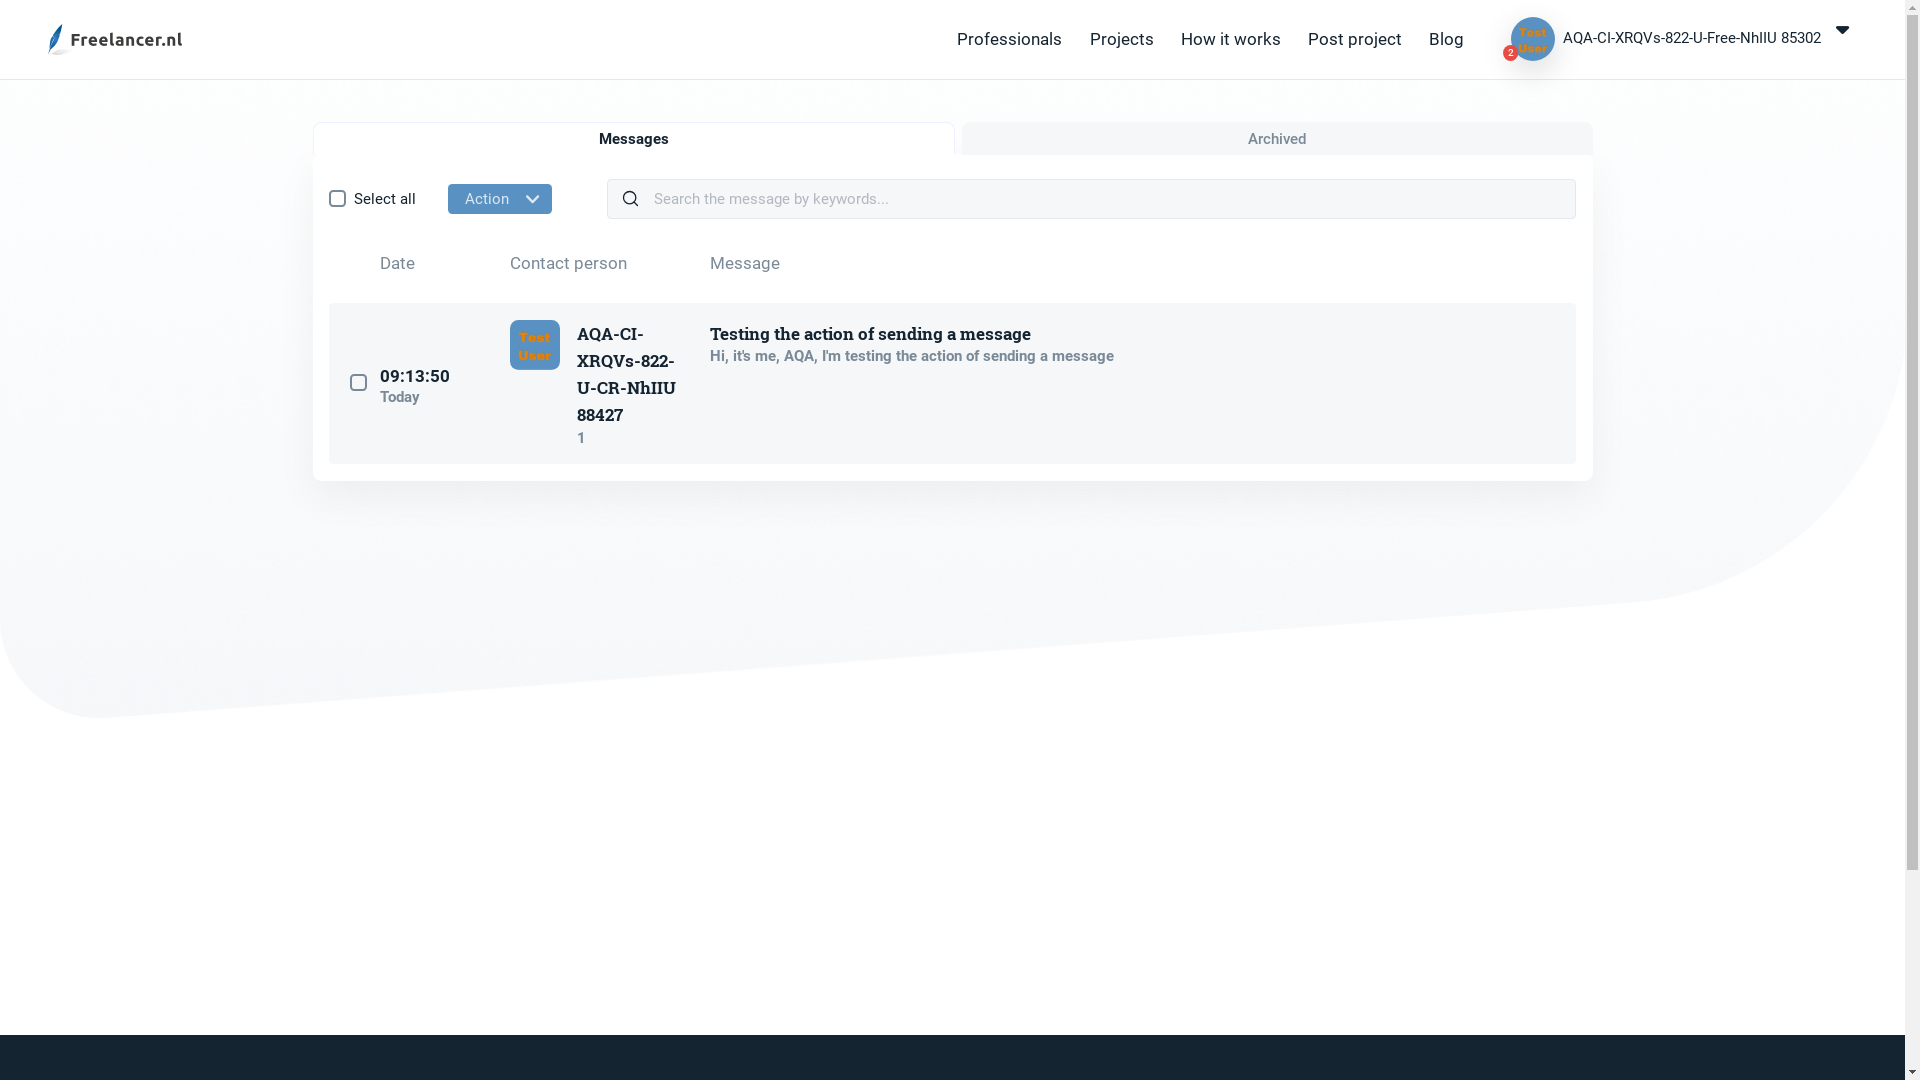 Freelancer.nl
Professionals
Projects
How it works
Post project
Blog
Test
User
2
AQA-CI-XRQVs-822-U-Free-NhIIU 85302
Messages
Archived
Select all
Action
Search the message by keywords...
Date
Contact person
Message
09:13:50
Today
Test
User
AQA-CI-
XRQVs-822-
U-CR-NhIIU
88427
1
Testing the action of sending a message
Hi, it's me, AQA, I'm testing the action of sending a message